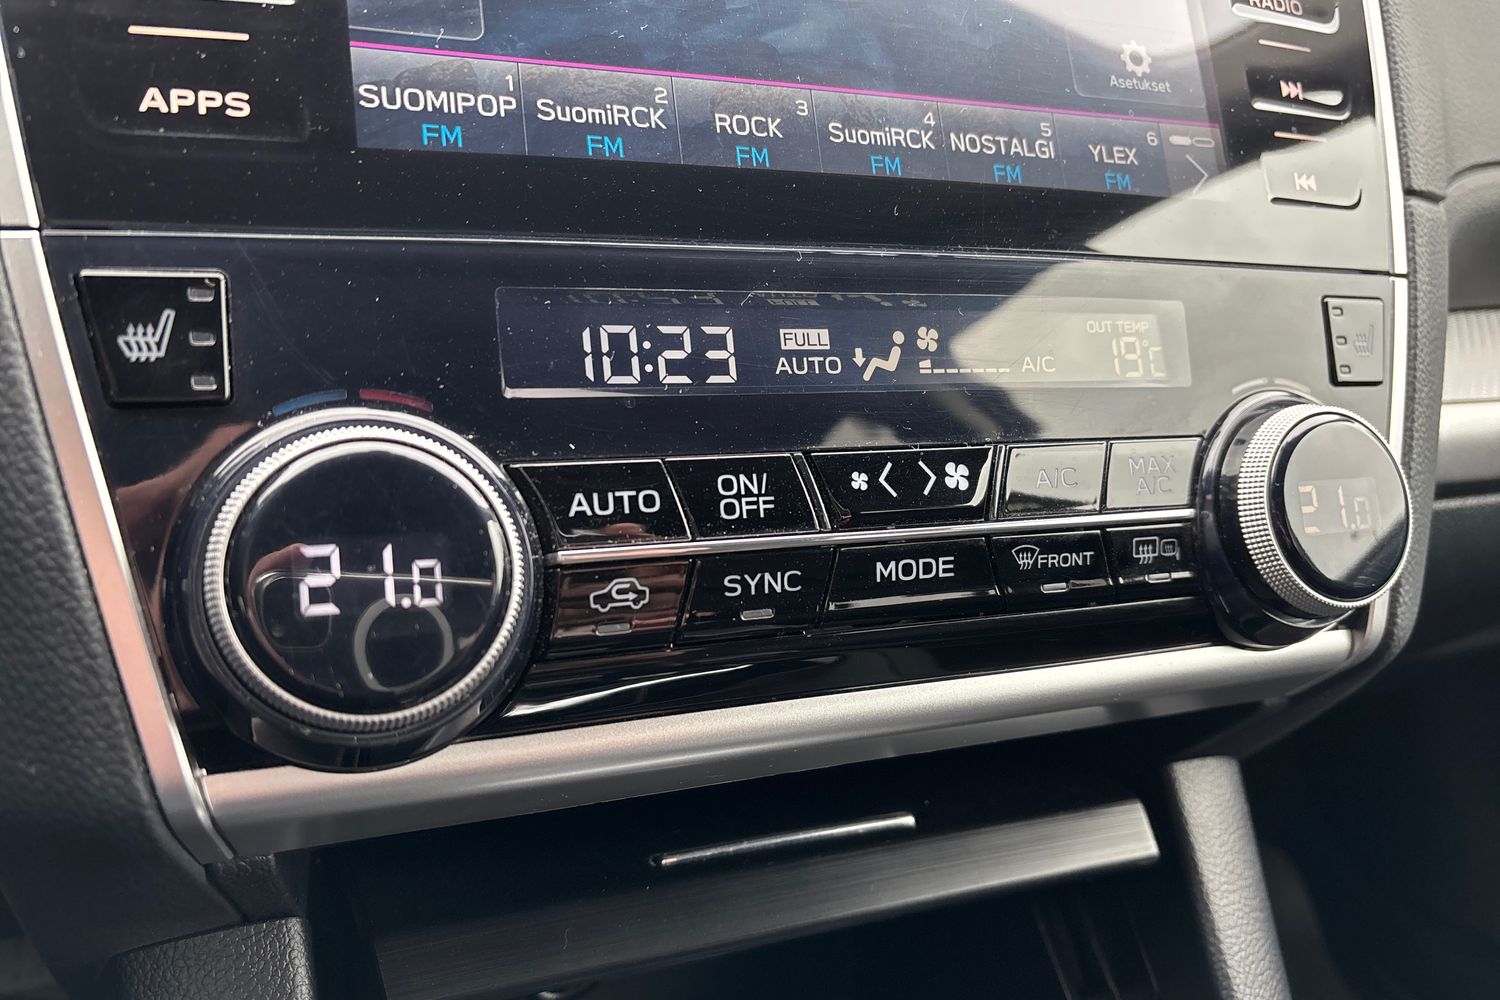 RADIO
APPS
Asetukset
1 2 3 4 5 6
SUOMIPOP SuomiRCK ROCK SuomiRCK NOSTALGI YLEX
FM FM FM FM FM FM
10:23 FULL AUTO A/C OUT TEMP 19°C
AUTO ON/OFF A/C MAX A/C
21.0 21.0
SYNC MODE FRONT